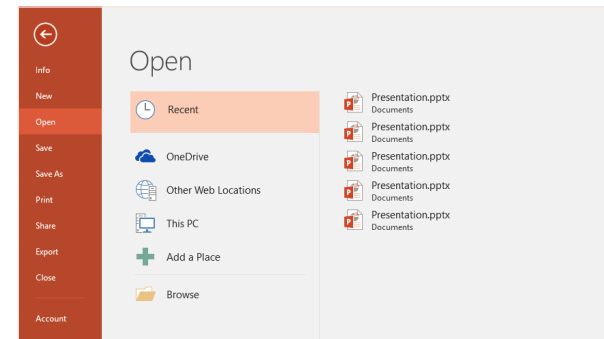 Info
New
Open
Save
Save As
Print
Share
Export
Close
Account
Open
Recent
OneDrive
Other Web Locations
This PC
Add a Place
Browse
Presentation.pptx
Documents
Presentation.pptx
Documents
Presentation.pptx
Documents
Presentation.pptx
Documents
Presentation.pptx
Documents